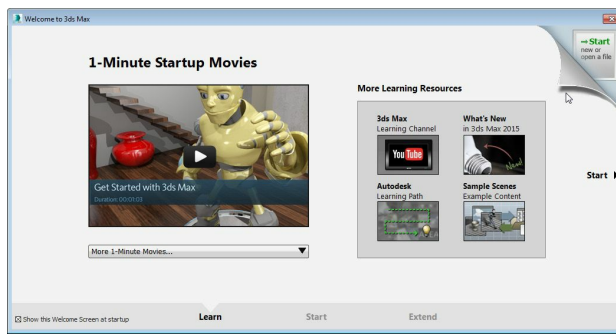 Welcome to 3ds Max
1-Minute Startup Movies
Get Started with 3ds Max
Duration 00:01:03
More 1-Minute Movies...
More Learning Resources
3ds Max
Learning Channel
YouTube
What's New
in 3ds Max 2015
New!
Autodesk
Learning Path
Sample Scenes
Example Content
Start
new or
open a file
Start
Show this Welcome Screen at startup
Learn
Start
Extend